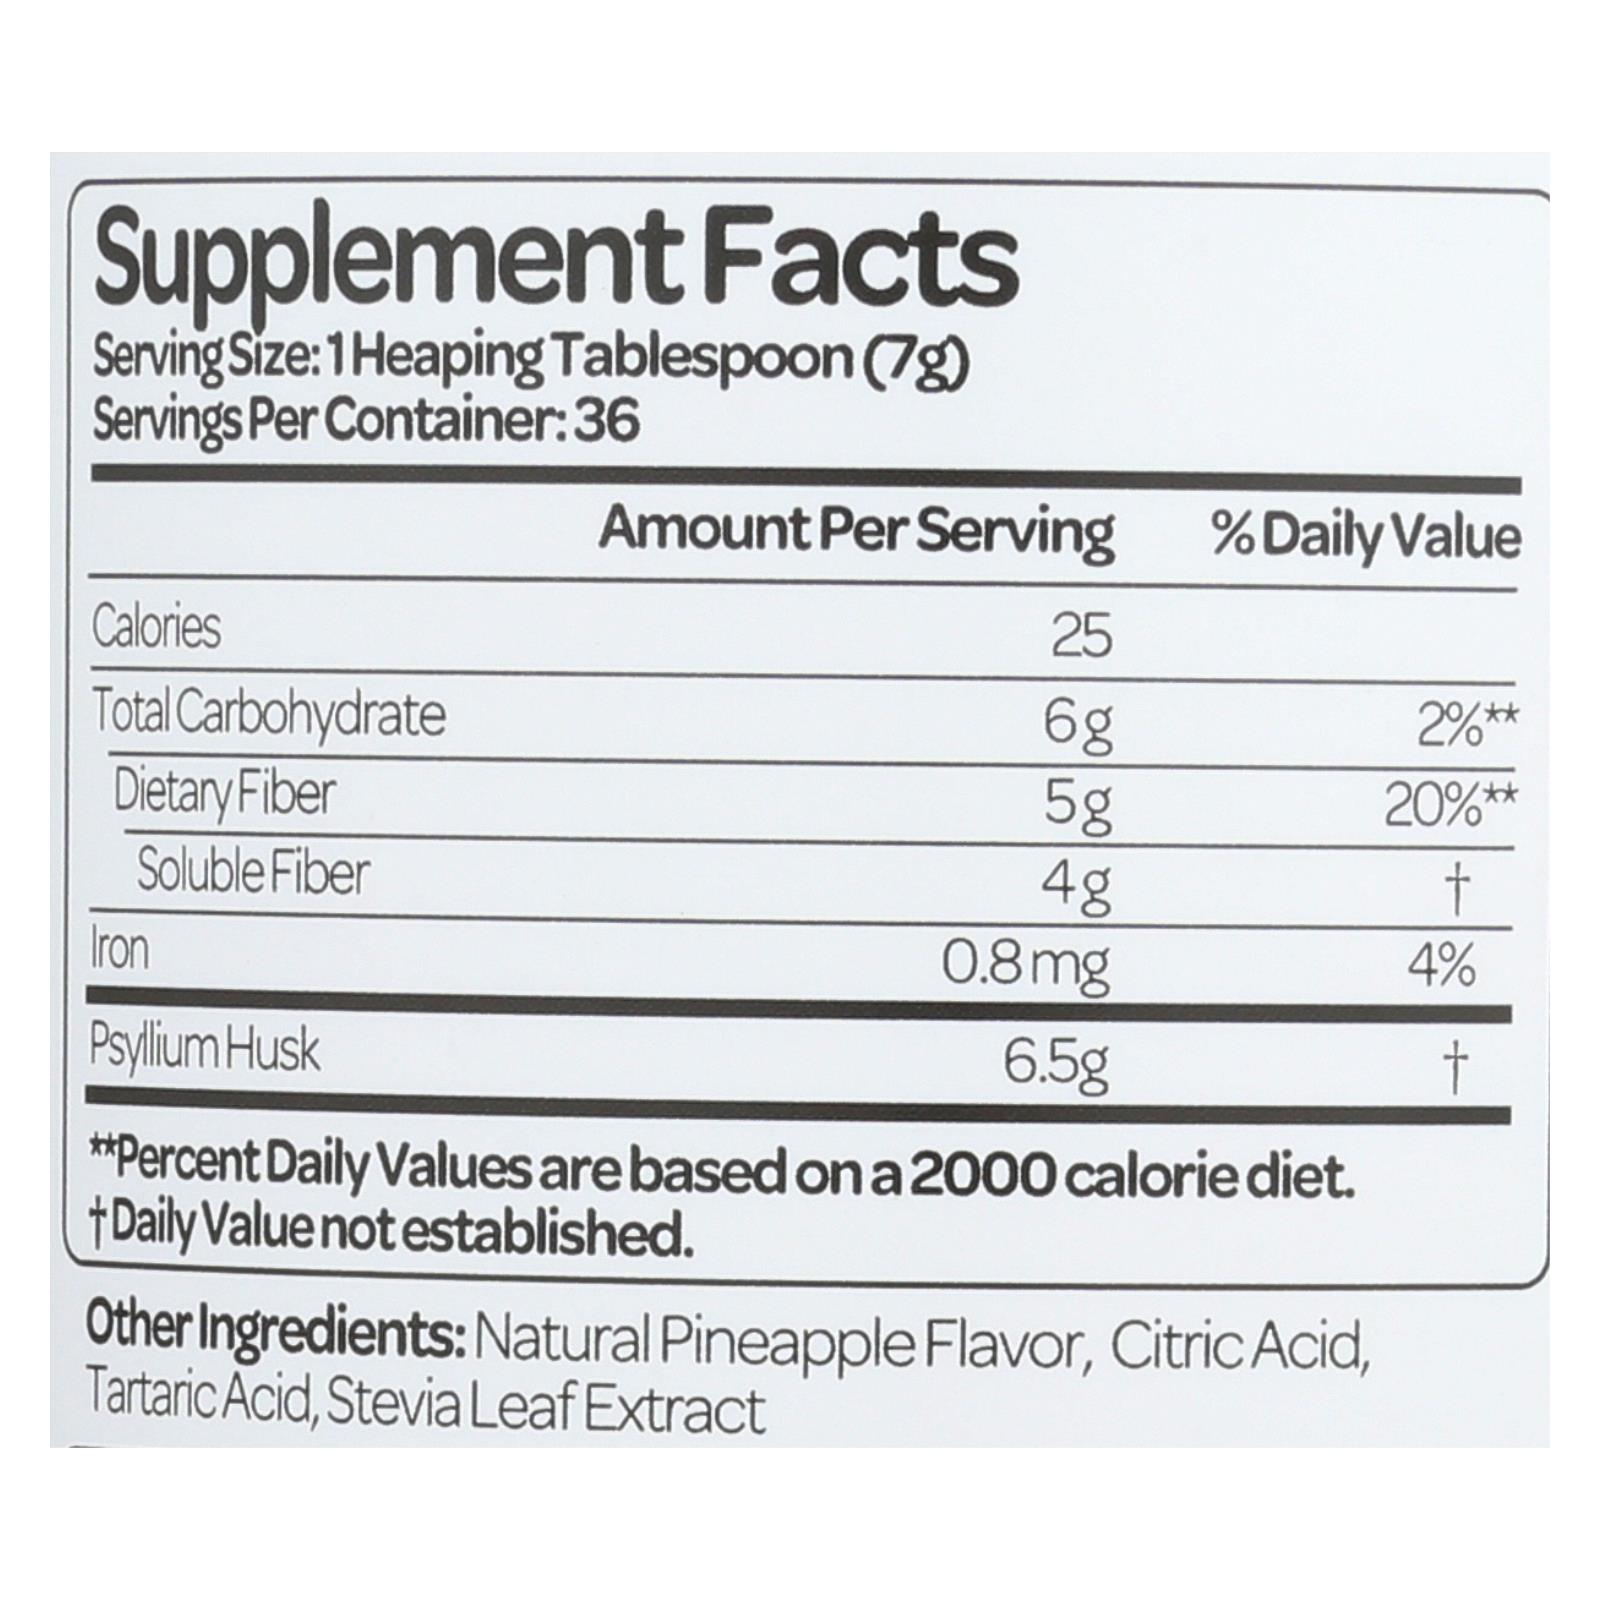 Supplement Facts
Serving Size: 1 Heaping Tablespoon (7g)
Servings Per Container: 36
Amount Per Serving % Daily Value
Calories 25
Total Carbohydrate 6g 2%**
Dietary Fiber 5g 20%**
Soluble Fiber 4g †
Iron 0.8mg 4%
Psyllium Husk 6.5g †
**Percent Daily Values are based on a 2000 calorie diet.
†Daily Value not established.
Other Ingredients: Natural Pineapple Flavor, Citric Acid,
Tartaric Acid, Stevia Leaf Extract